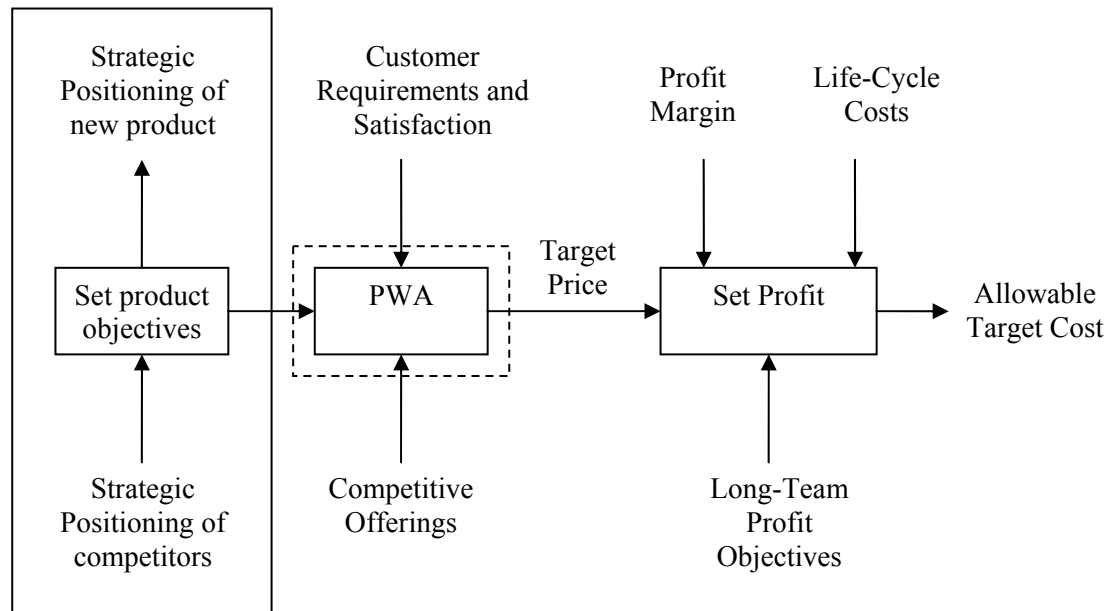 Strategic
Positioning of
new product
Customer
Requirements and
Satisfaction
Profit
Margin
Life-Cycle
Costs
Set product
objectives
PWA
Target
Price
Set Profit
Allowable
Target Cost
Strategic
Positioning of
competitors
Competitive
Offerings
Long-Team
Profit
Objectives